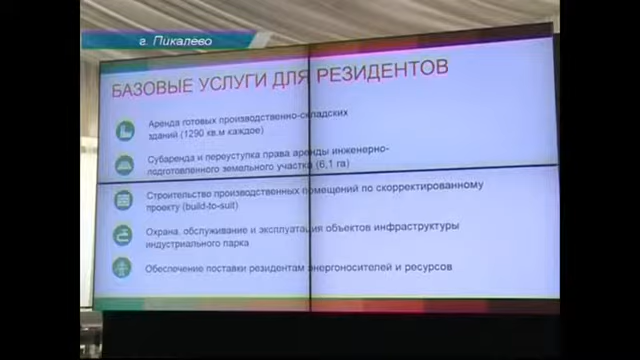 г. Пикалево
БАЗОВЫЕ УСЛУГИ ДЛЯ РЕЗИДЕНТОВ
Аренда готовых производственно-складских
зданий (1290 кв.м каждое)
Субаренда и переуступка права аренды инженерно-
подготовленного земельного участка (6,1 га)
Строительство производственных помещений по скорректированному
проекту (build-to-suit)
Охрана, обслуживание и эксплуатация объектов инфраструктуры
индустриального парка
Обеспечение поставки резидентам энергоносителей и ресурсов